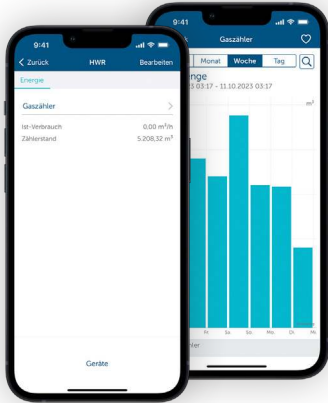 9:41
Zurück HWR Bearbeiten
Energie
Gaszähler
Ist-Verbrauch 0.00 m³/h
Zählerstand 5.208,32 m³
Geräte
9:41
Gaszähler
Monat Woche Tag
nge
03:17 - 11.10.2023 03:17
m³
Fr Sa So Mo Di Mi
hler